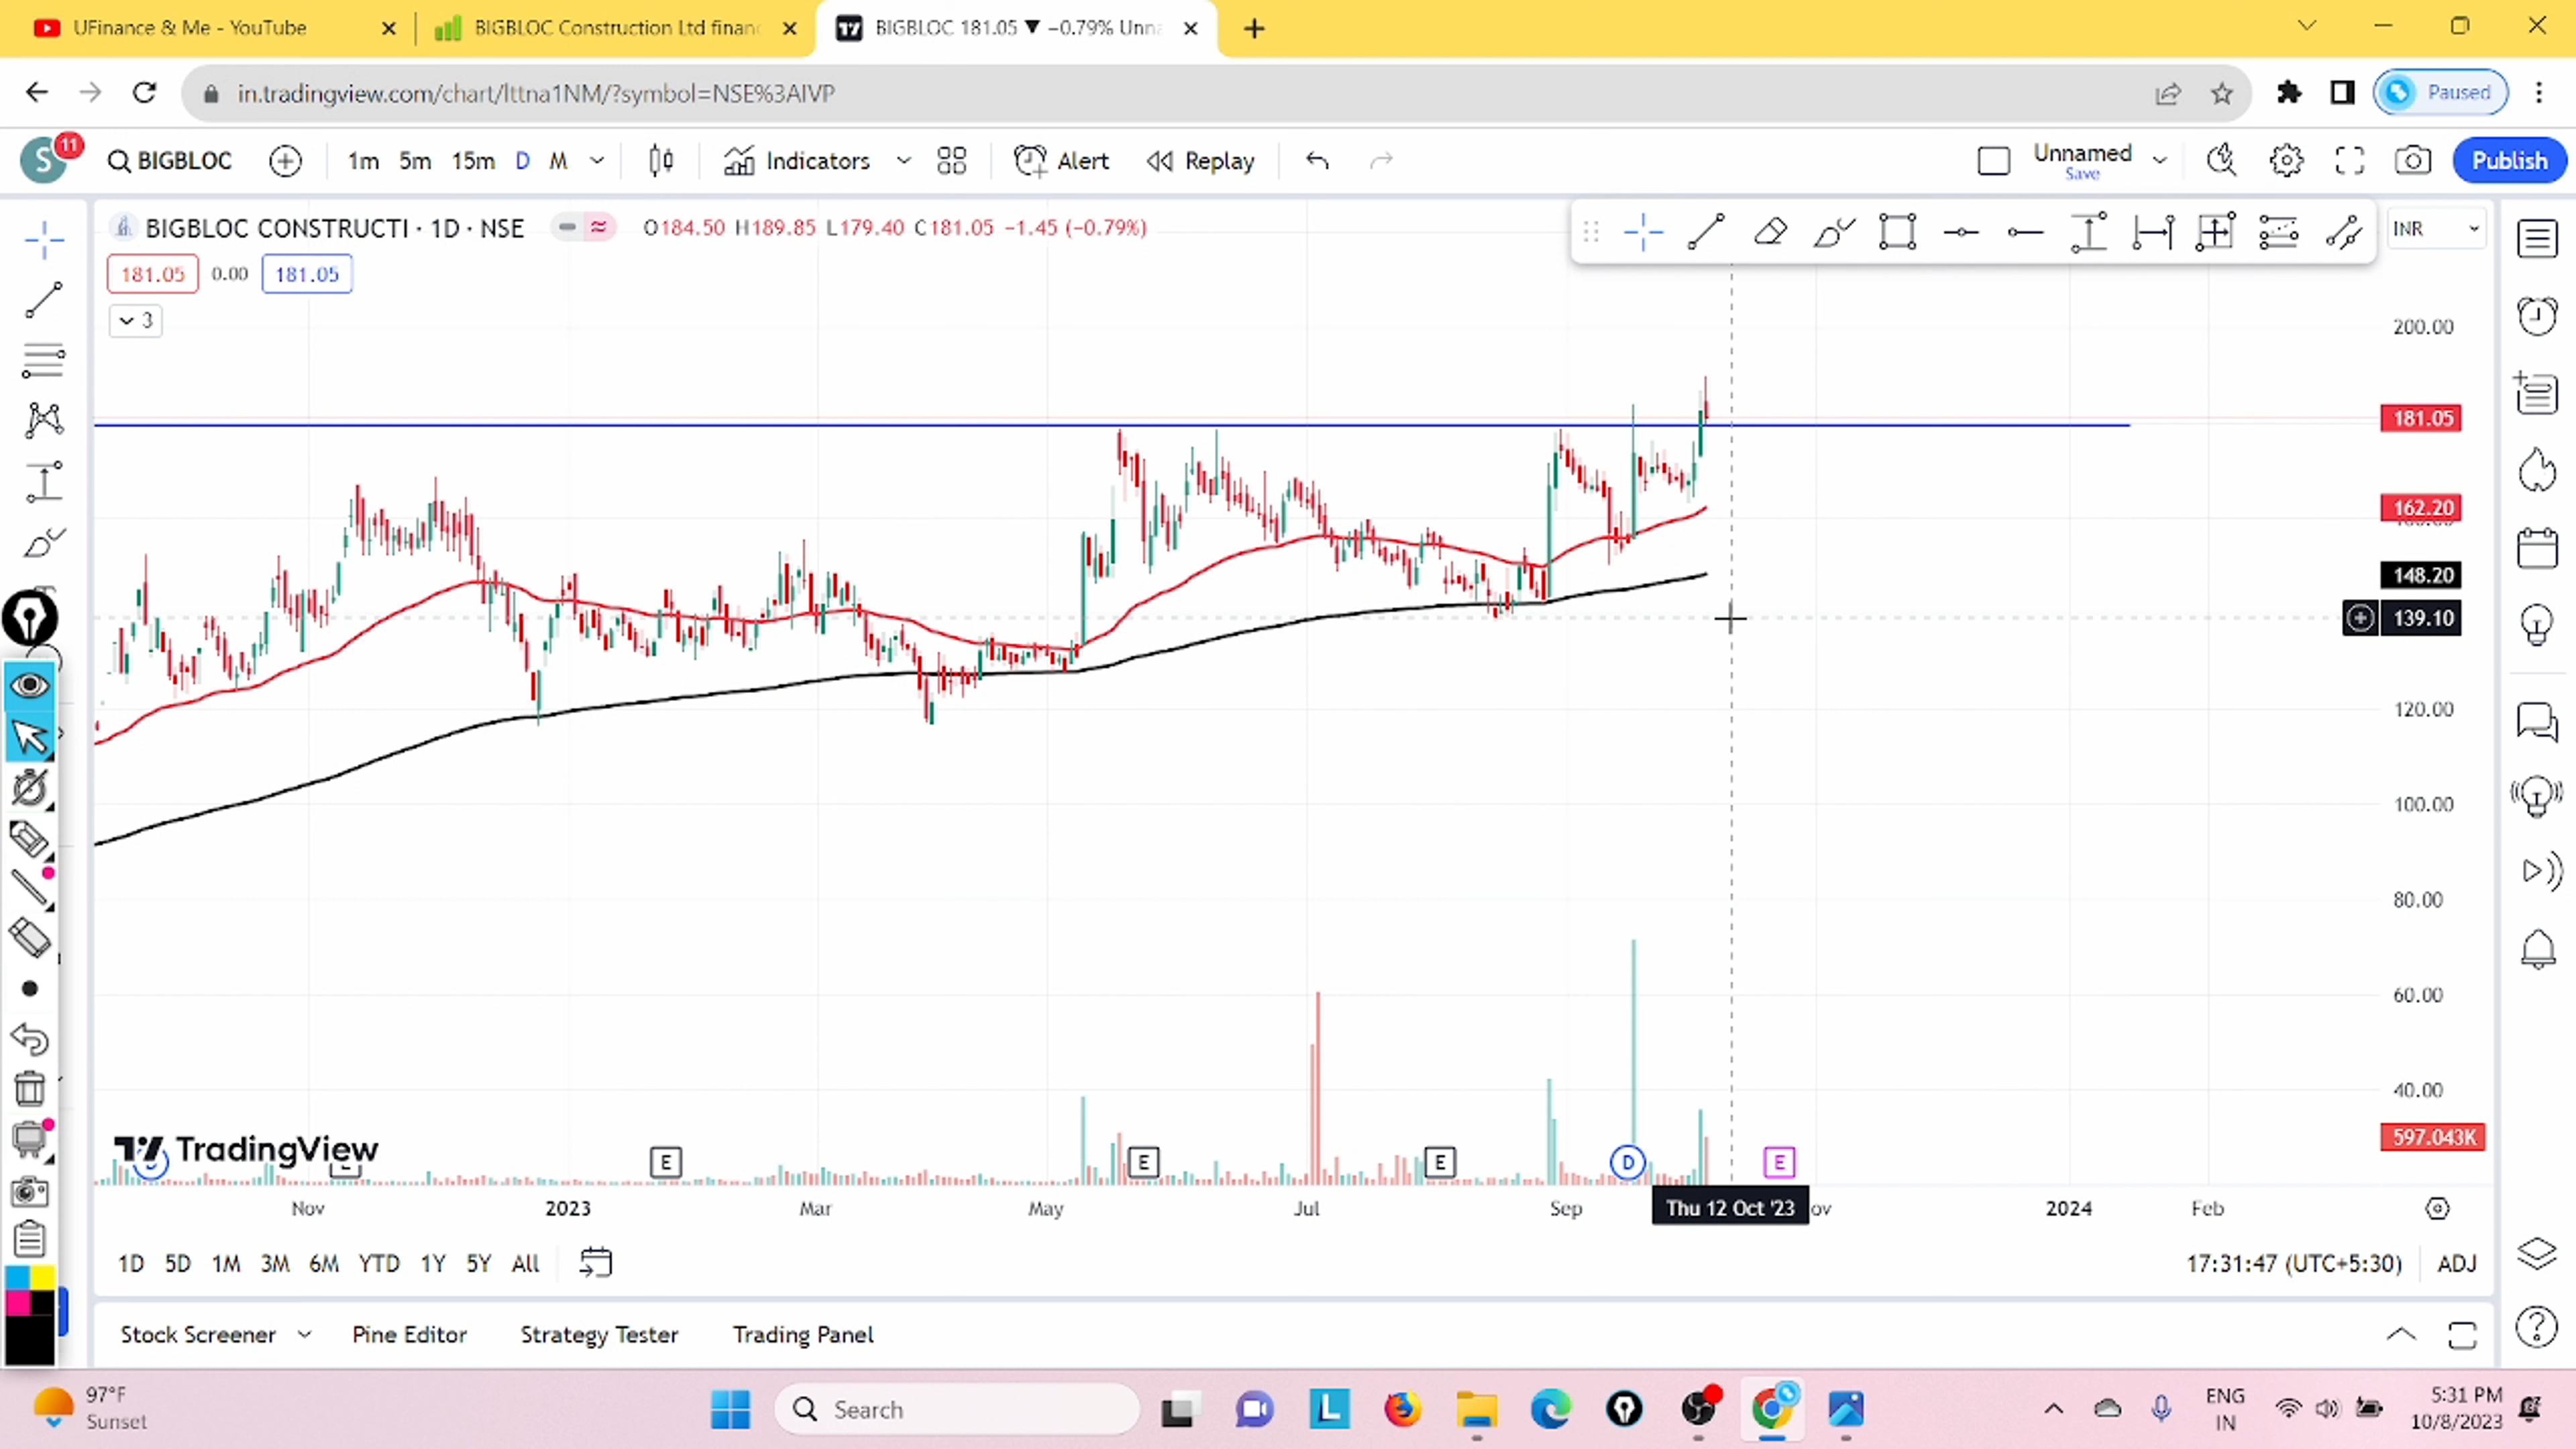 UFinance & Me - YouTube
BIGBLOC Construction Ltd finan
BIGBLOC 181.05 ▼ −0.79% Unna
in.tradingview.com/chart/lttna1NM/?symbol=NSE%3AIVP
Paused
S
11
BIGBLOC
1m 5m 15m D M
Indicators
Alert
Replay
Unnamed
Save
Publish
BIGBLOC CONSTRUCTI · 1D · NSE
O184.50 H189.85 L179.40 C181.05 −1.45 (−0.79%)
INR
181.05 0.00 181.05
3
200.00
181.05
162.20
148.20
139.10
120.00
100.00
80.00
60.00
40.00
597.043K
TradingView
E E E D E
Nov 2023 Mar May Jul Sep Thu 12 Oct '23 ov 2024 Feb
1D 5D 1M 3M 6M YTD 1Y 5Y All
17:31:47 (UTC+5:30) ADJ
Stock Screener Pine Editor Strategy Tester Trading Panel
97°F
Sunset
Search
L
ENG
IN
5:31 PM
10/8/2023